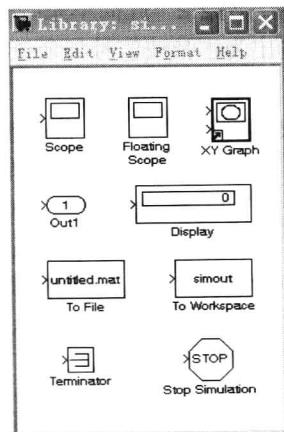 Library: si...
File Edit View Format Help
Scope
Floating
Scope
XY Graph
1
Out1
0
Display
untitled.mat
To File
simout
To Workspace
Terminator
STOP
Stop Simulation